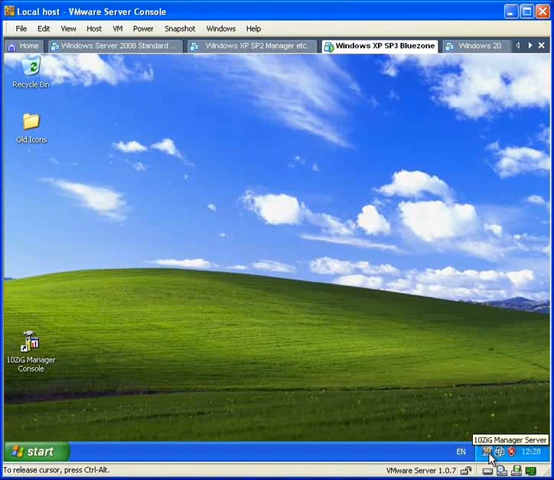 Local host - VMware Server Console
File Edit View Host VM Power Snapshot Windows Help
Home Windows Server 2008 Standard ... Windows XP SP2 Manager etc. Windows XP SP3 Bluezone Windows 20
Recycle Bin
Old Icons
10ZiG Manager
Console
10ZiG Manager Server
start EN 12:28
To release cursor, press Ctrl-Alt. VMware Server 1.0.7